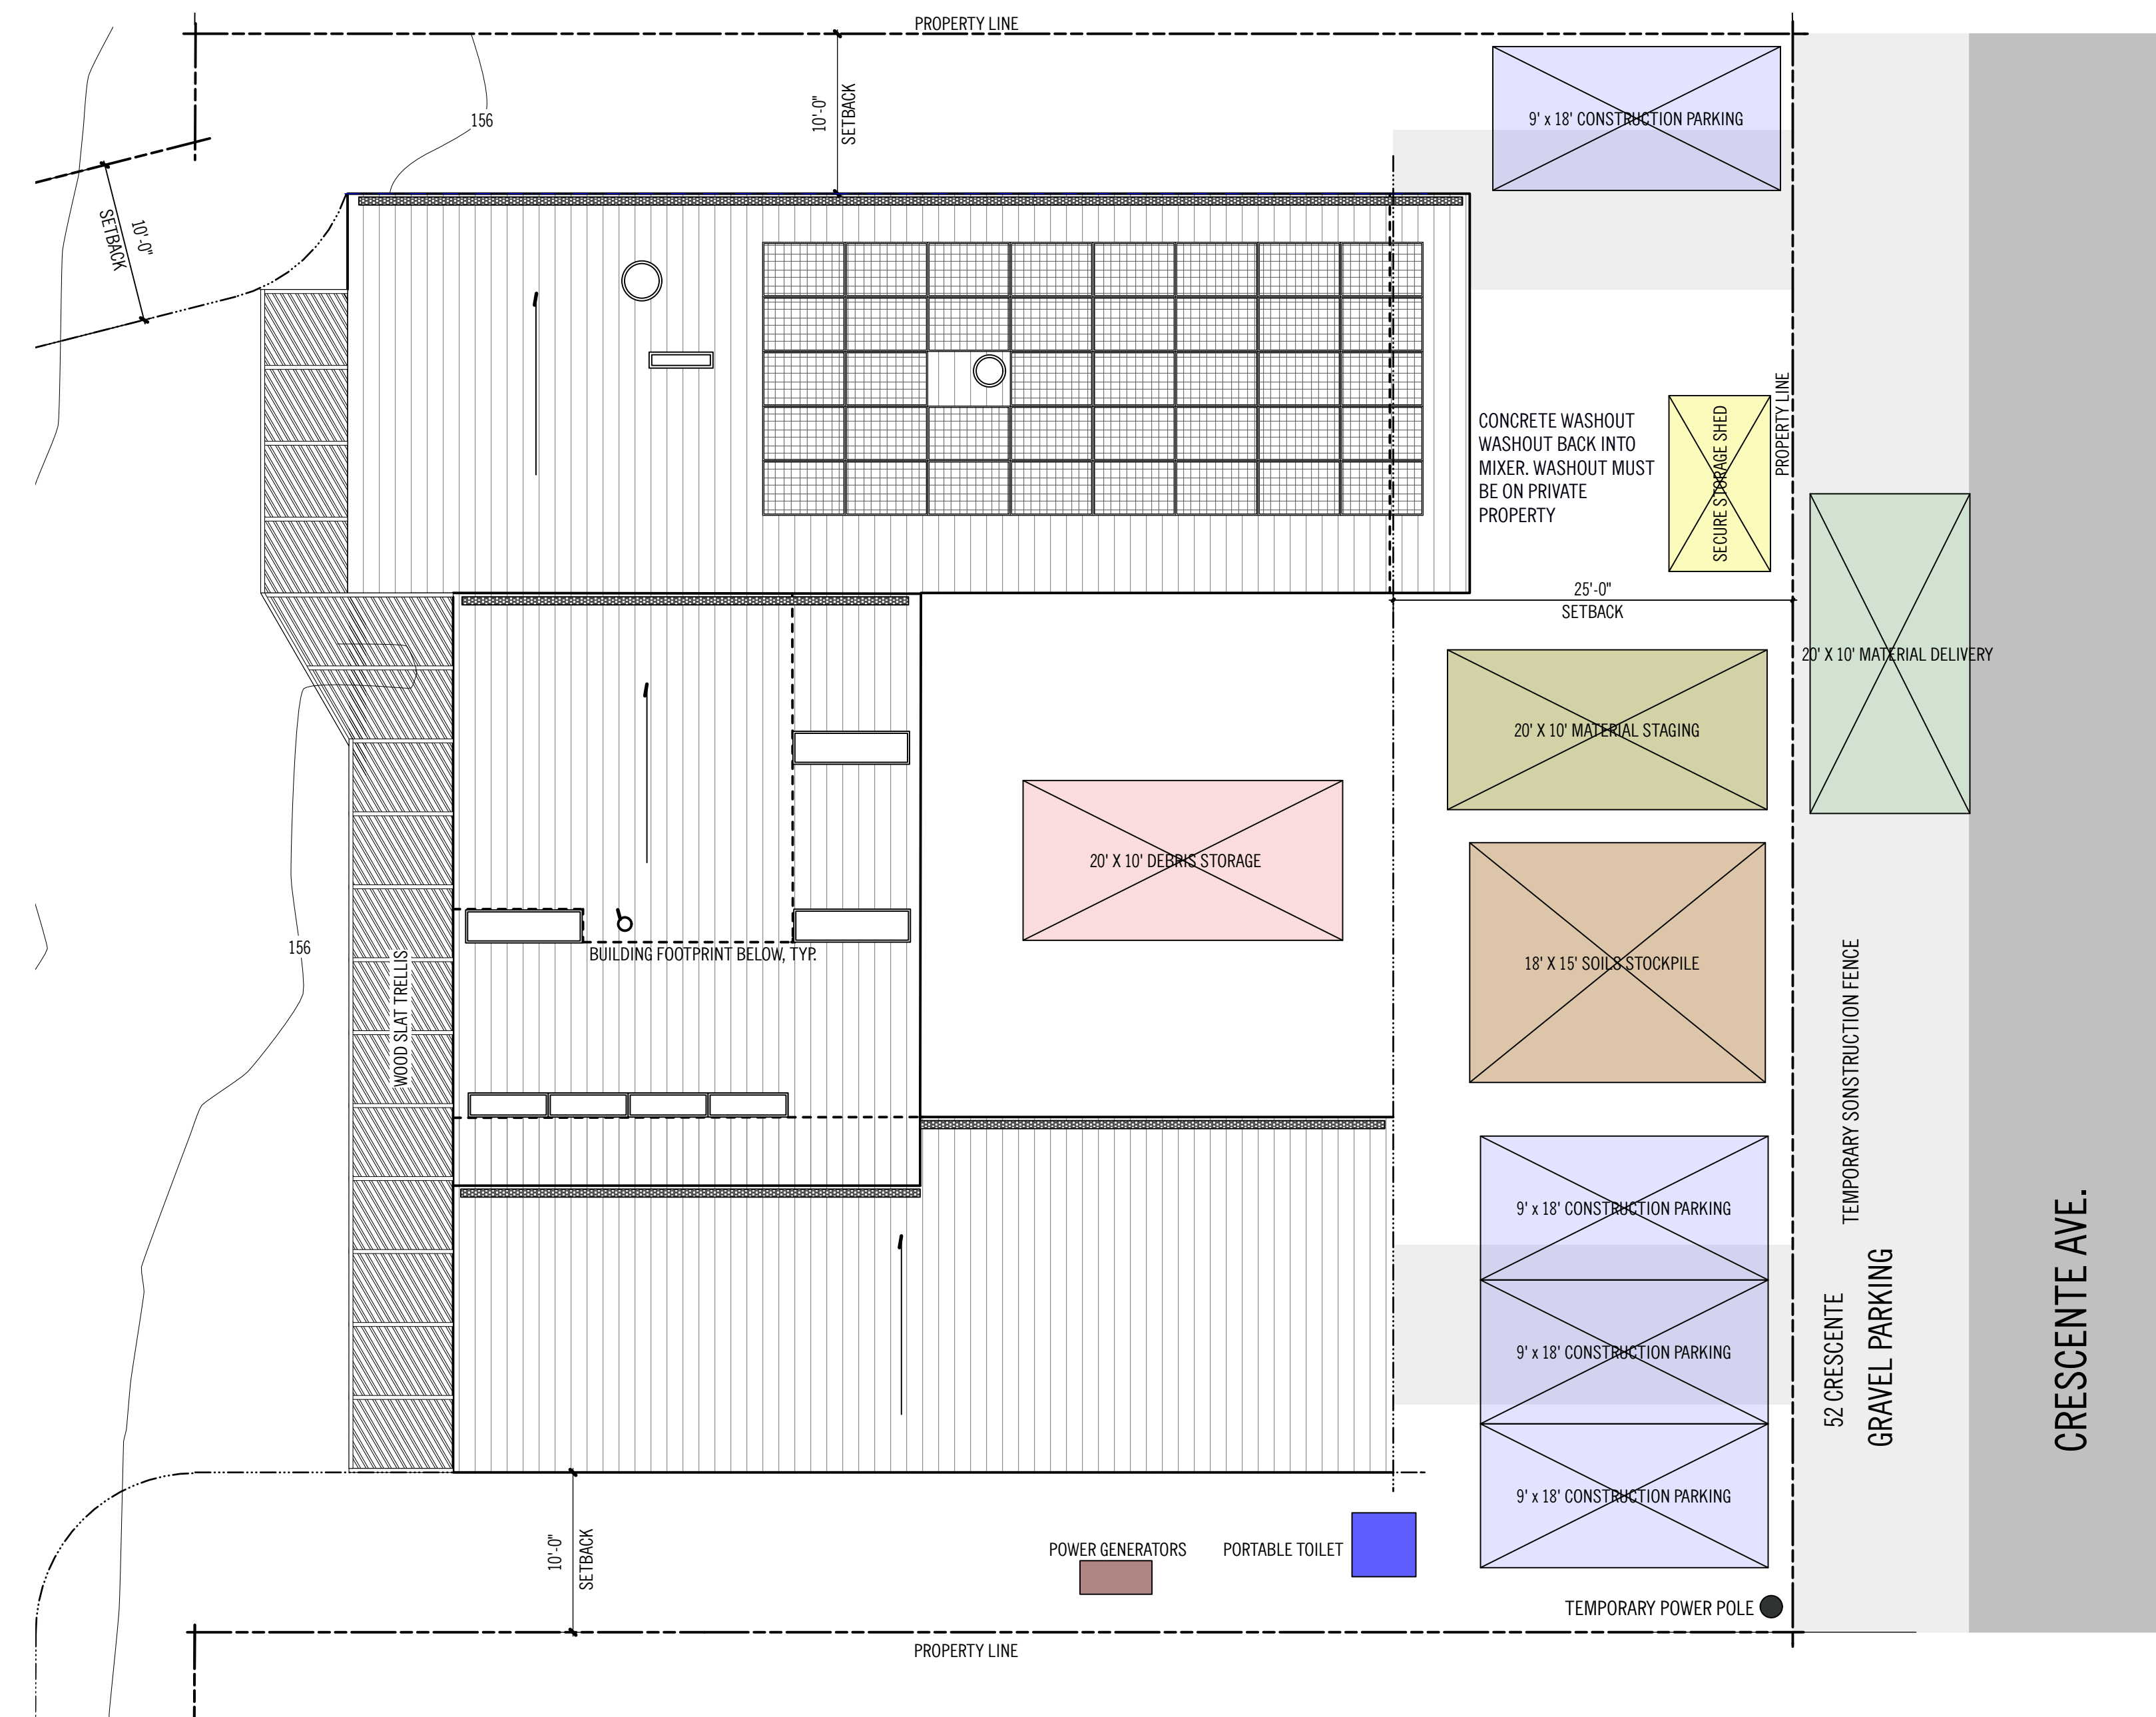 PROPERTY LINE
9' x 18' CONSTRUCTION PARKING
156
10'-0"
SETBACK
10'-0"
SETBACK
CONCRETE WASHOUT
WASHOUT BACK INTO
MIXER. WASHOUT MUST
BE ON PRIVATE
PROPERTY
SECURE STORAGE SHED
PROPERTY LINE
25'-0"
SETBACK
20' X 10' MATERIAL DELIVERY
20' X 10' MATERIAL STAGING
20' X 10' DEBRIS STORAGE
BUILDING FOOTPRINT BELOW, TYP.
156
WOOD SLAT TRELLIS
18' X 15' SOILS STOCKPILE
TEMPORARY SONSTRUCTION FENCE
9' x 18' CONSTRUCTION PARKING
9' x 18' CONSTRUCTION PARKING
9' x 18' CONSTRUCTION PARKING
52 CRESCENTE
GRAVEL PARKING
CRESCENTE AVE.
10'-0"
SETBACK
POWER GENERATORS
PORTABLE TOILET
TEMPORARY POWER POLE
PROPERTY LINE